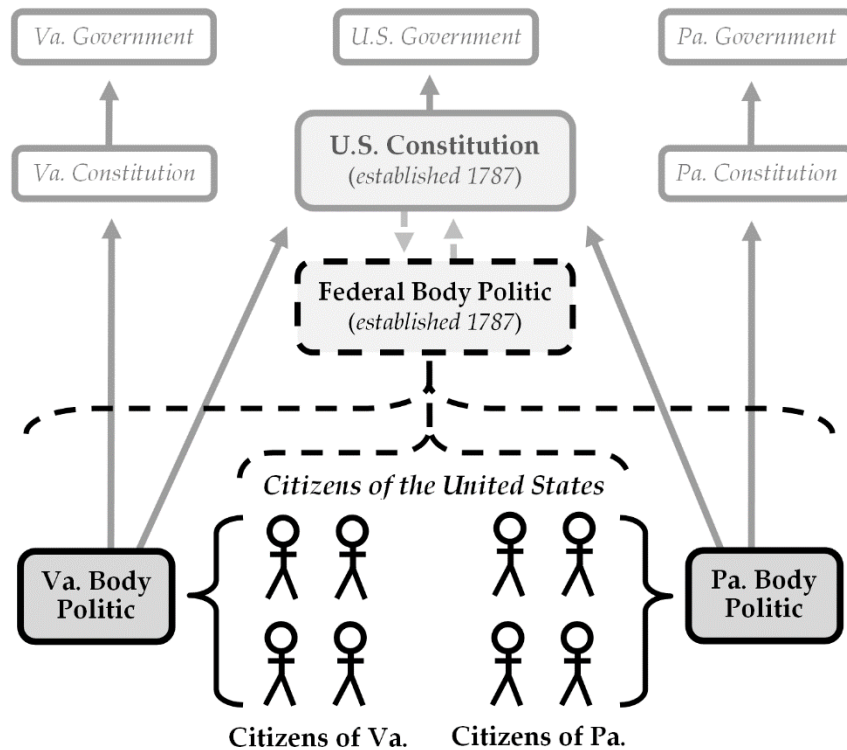 Va. Government
U.S. Government
Pa. Government
U.S. Constitution
(established 1787)
Va. Constitution
Pa. Constitution
Federal Body Politic
(established 1787)
Citizens of the United States
Va. Body
Politic
Pa. Body
Politic
Citizens of Va.
Citizens of Pa.